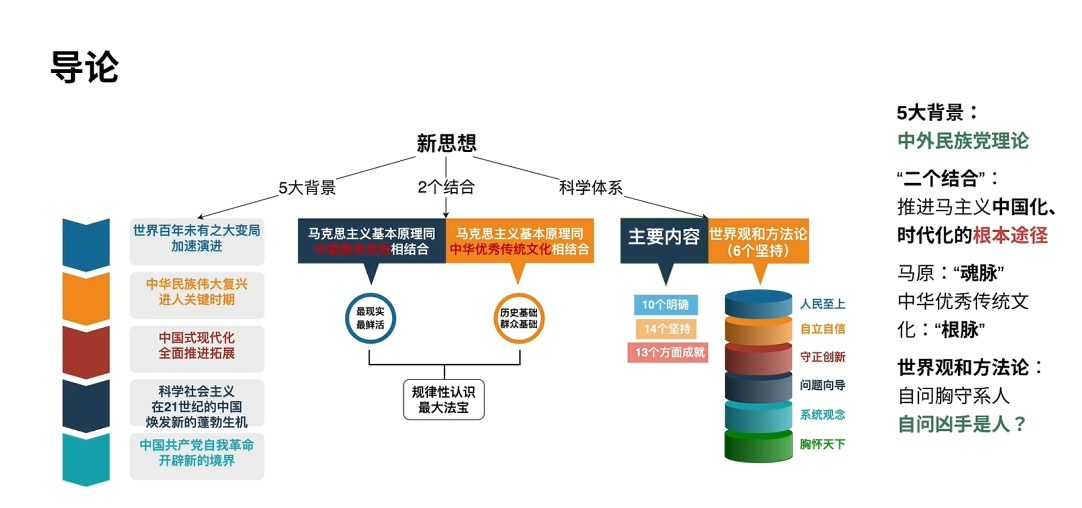 导论
新思想
5大背景
2个结合
科学体系
世界百年未有之大变局
加速演进
中华民族伟大复兴
进人关键时期
中国式现代化
全面推进拓展
科学社会主义
在21世纪的中国
焕发新的蓬勃生机
中国共产党自我革命
开辟新的境界
马克思主义基本原理同
中国具体实际相结合
马克思主义基本原理同
中华优秀传统文化相结合
最现实
最鲜活
历史基础
群众基础
规律性认识
最大法宝
主要内容
世界观和方法论
（6个坚持）
10个明确
14个坚持
13个方面成就
人民至上
自立自信
守正创新
问题向导
系统观念
胸怀天下
5大背景：
中外民族党理论
“二个结合”：
推进马主义中国化、
时代化的根本途径
马原：“魂脉”
中华优秀传统文
化：“根脉”
世界观和方法论：
自问胸守系人
自问凶手是人？